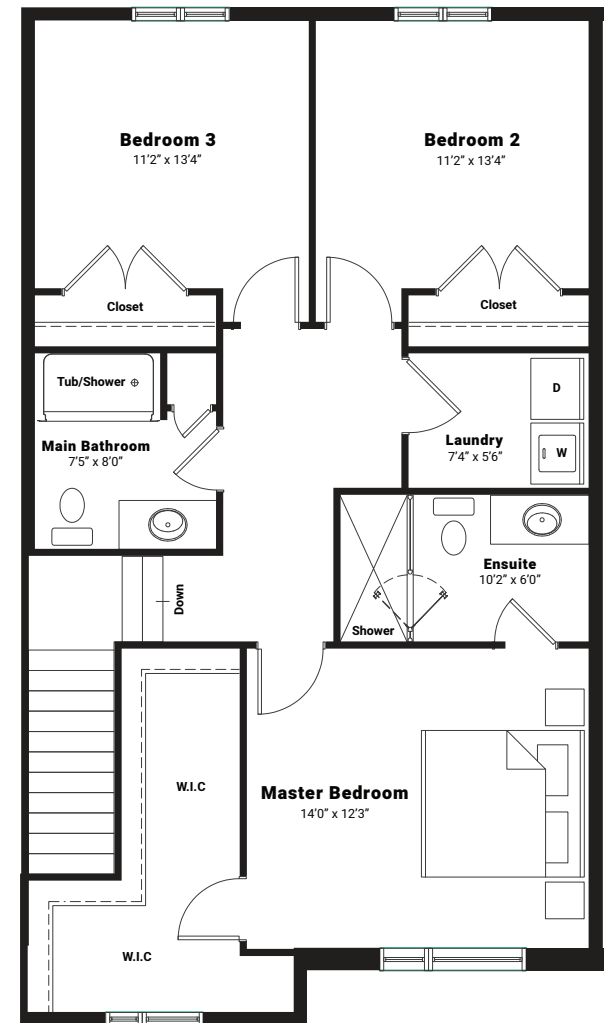 Bedroom 3
11’2” x 13’4”
Bedroom 2
11’2” x 13’4”
Closet
Closet
Tub/Shower
D
Main Bathroom
7’5” x 8’0”
Laundry
7’4” x 5’6”
W
Ensuite
10’2” x 6’0”
Down
Shower
W.I.C
Master Bedroom
14’0” x 12’3”
W.I.C